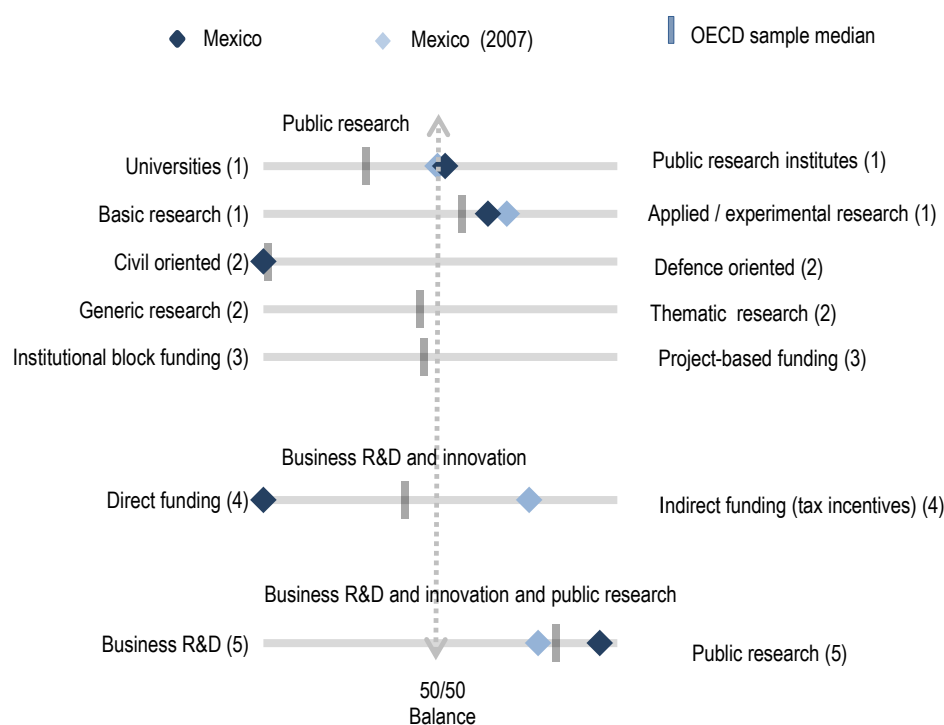 Mexico
Mexico (2007)
OECD sample median
Public research
Universities (1)
Public research institutes (1)
Basic research (1)
Applied / experimental research (1)
Civil oriented (2)
Defence oriented (2)
Generic research (2)
Thematic research (2)
Institutional block funding (3)
Project-based funding (3)
Business R&D and innovation
Direct funding (4)
Indirect funding (tax incentives) (4)
Business R&D and innovation and public research
Business R&D (5)
Public research (5)
50/50
Balance